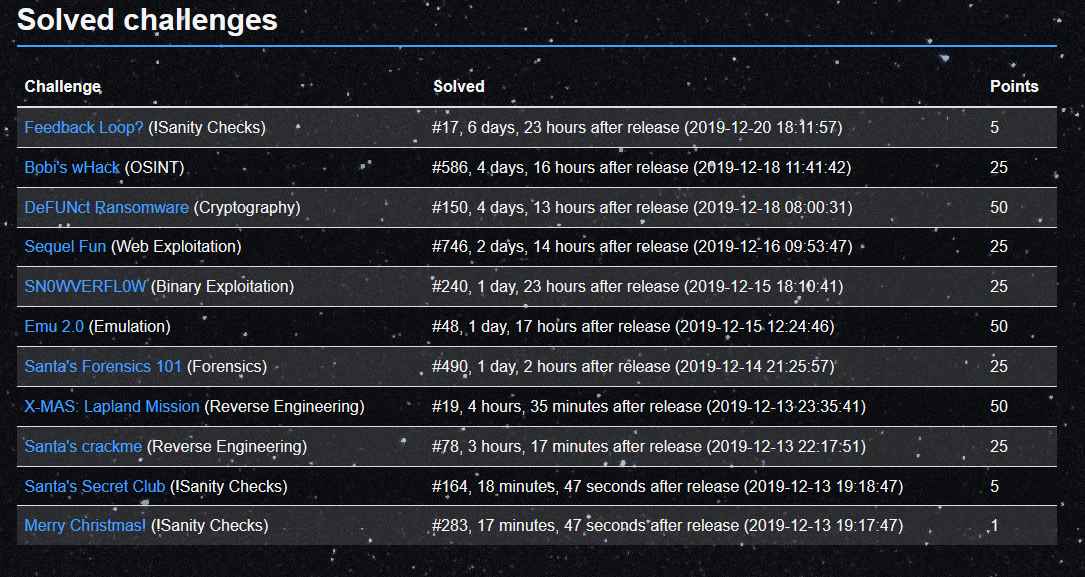 Solved challenges
Challenge Solved Points
Feedback Loop? (!Sanity Checks) #17, 6 days, 23 hours after release (2019-12-20 18:11:57) 5
Bobi's wHack (OSINT) #586, 4 days, 16 hours after release (2019-12-18 11:41:42) 25
DeFUNct Ransomware (Cryptography) #150, 4 days, 13 hours after release (2019-12-18 08:00:31) 50
Sequel Fun (Web Exploitation) #746, 2 days, 14 hours after release (2019-12-16 09:53:47) 25
SN0WVERFL0W (Binary Exploitation) #240, 1 day, 23 hours after release (2019-12-15 18:10:41) 25
Emu 2.0 (Emulation) #48, 1 day, 17 hours after release (2019-12-15 12:24:46) 50
Santa's Forensics 101 (Forensics) #490, 1 day, 2 hours after release (2019-12-14 21:25:57) 25
X-MAS: Lapland Mission (Reverse Engineering) #19, 4 hours, 35 minutes after release (2019-12-13 23:35:41) 50
Santa's crackme (Reverse Engineering) #78, 3 hours, 17 minutes after release (2019-12-13 22:17:51) 25
Santa's Secret Club (!Sanity Checks) #164, 18 minutes, 47 seconds after release (2019-12-13 19:18:47) 5
Merry Christmas! (!Sanity Checks) #283, 17 minutes, 47 seconds after release (2019-12-13 19:17:47) 1